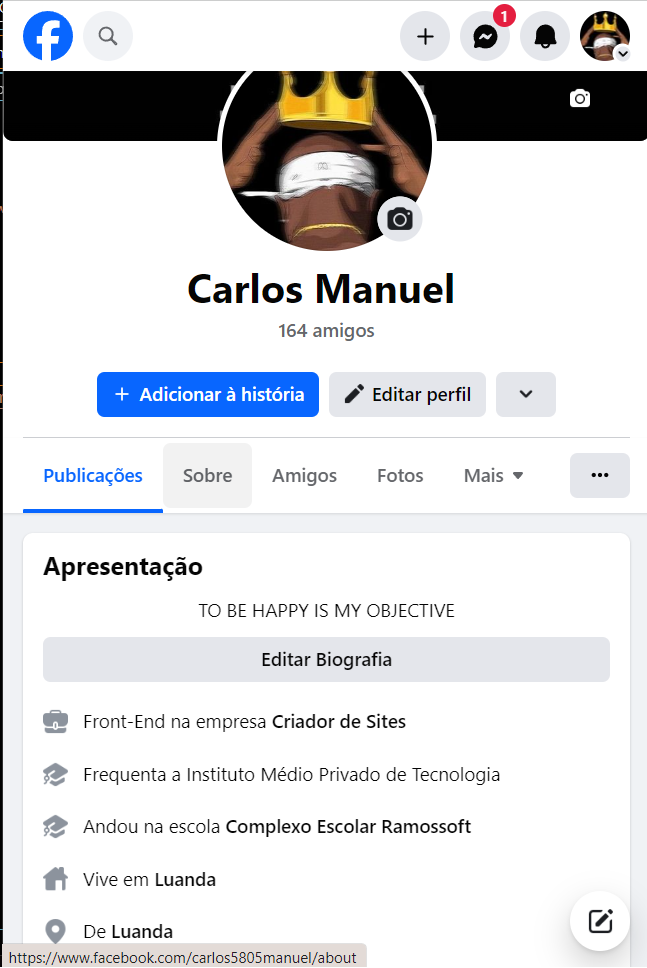 1
Carlos Manuel
164 amigos
+ Adicionar à história
Editar perfil
Publicações
Sobre
Amigos
Fotos
Mais
Apresentação
TO BE HAPPY IS MY OBJECTIVE
Editar Biografia
Front-End na empresa Criador de Sites
Frequenta a Instituto Médio Privado de Tecnologia
Andou na escola Complexo Escolar Ramossoft
Vive em Luanda
De Luanda
https://www.facebook.com/carlos5805manuel/about